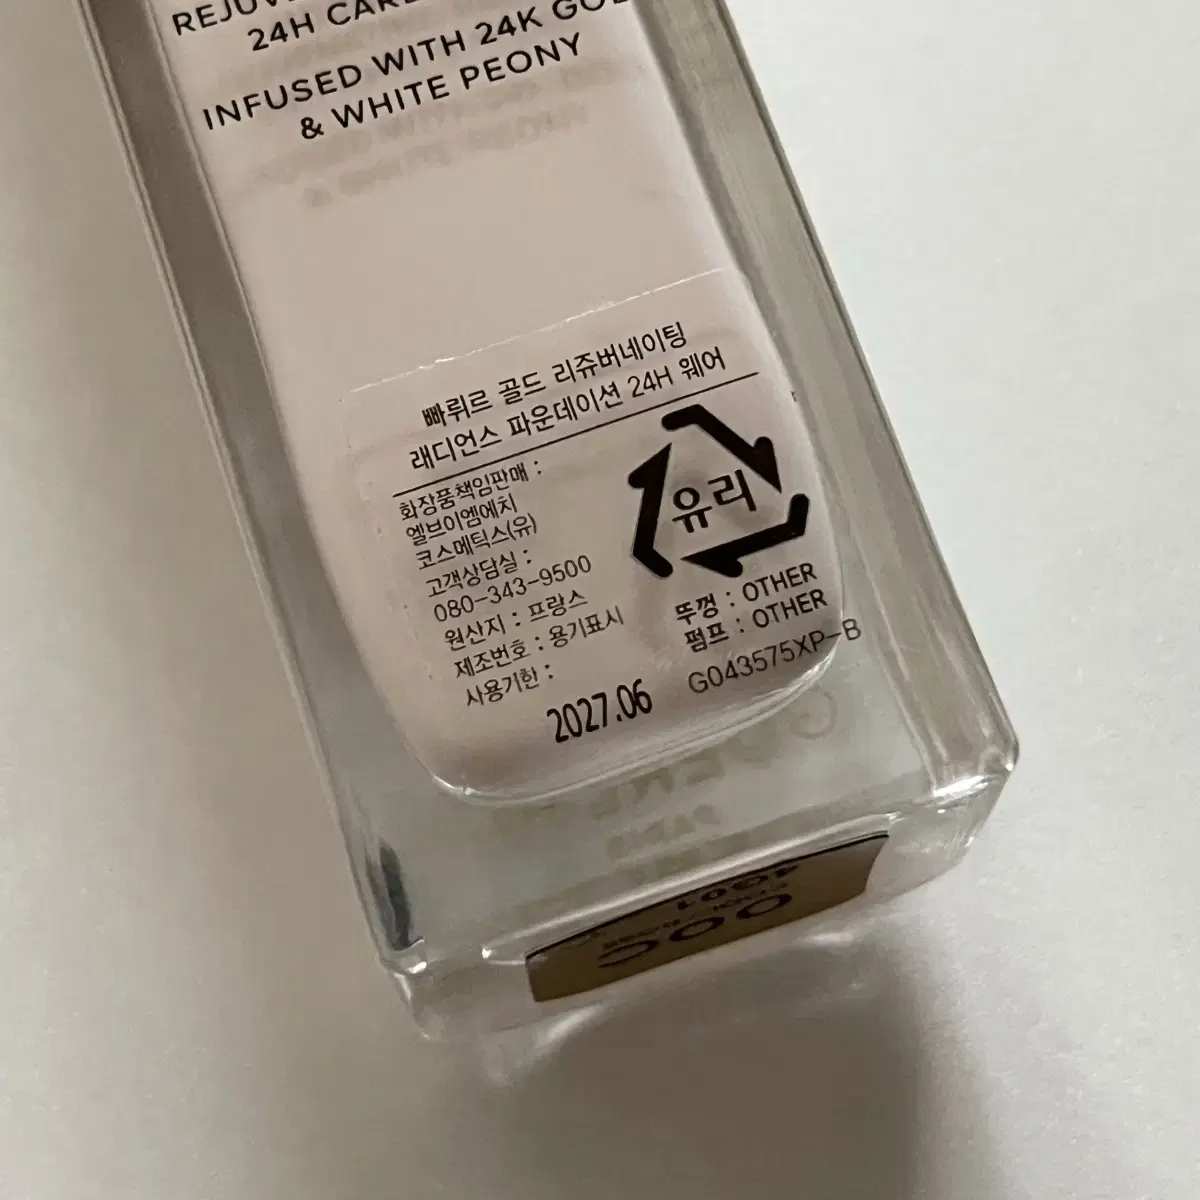 24H CARE
INFUSED WITH 24K
& WHITE PEONY
빠뤼르 골드 리쥬버네이팅
래디언스 파운데이션 24H 웨어
화장품책임판매 :
엘브이엠에치
코스메틱스(유)
고객상담실 :
080-343-9500
원산지 : 프랑스
제조번호 : 용기표시
사용기한 :
2027.06
유리
뚜껑 : OTHER
펌프 : OTHER
G043575XP-B
00C
4G01